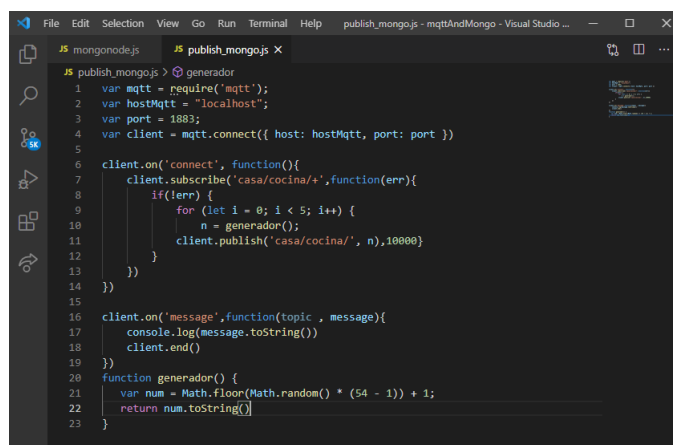 File Edit Selection View Go Run Terminal Help publish_mongo.js - mqttAndMongo - Visual Studio ...
JS mongonode.js JS publish_mongo.js
JS publish_mongo.js > generador
1 var mqtt = require('mqtt');
2 var hostMqtt = "localhost";
3 var port = 1883;
4 var client = mqtt.connect({ host: hostMqtt, port: port })
5
6 client.on('connect', function(){
7 client.subscribe('casa/cocina/+',function(err){
8 if(!err) {
9 for (let i = 0; i < 5; i++) {
10 n = generador();
11 client.publish('casa/cocina/', n),10000}
12 }
13 })
14 })
15
16 client.on('message',function(topic , message){
17 console.log(message.toString())
18 client.end()
19 })
20 function generador() {
21 var num = Math.floor(Math.random() * (54 - 1)) + 1;
22 return num.toString()
23 }
5K